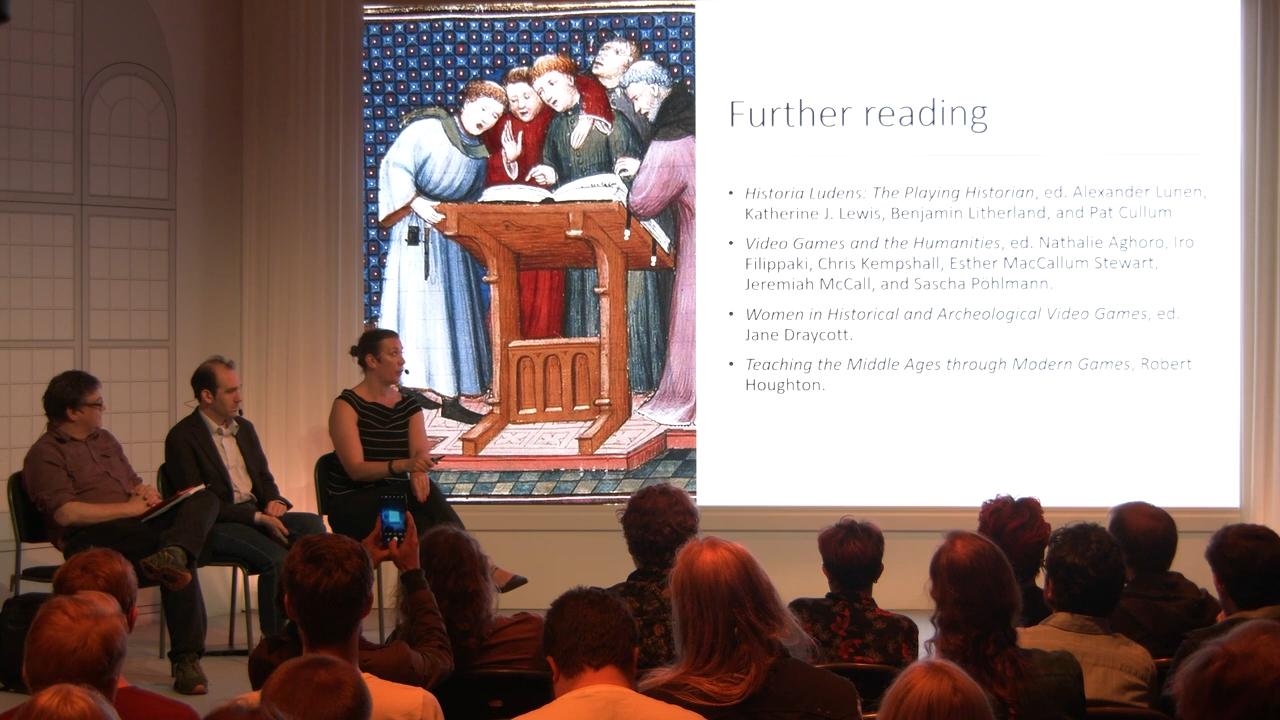 Further reading
• Historia Ludens: The Playing Historian, ed. Alexander Lunen,
Katherine J. Lewis, Benjamin Litherland, and Pat Cullum
• Video Games and the Humanities, ed. Nathalie Aghoro, Iro
Filippaki, Chris Kempshall, Esther MacCallum Stewart,
Jeremiah McCall, and Sascha Pöhlmann.
• Women in Historical and Archeological Video Games, ed.
Jane Draycott.
• Teaching the Middle Ages through Modern Games, Robert
Houghton.